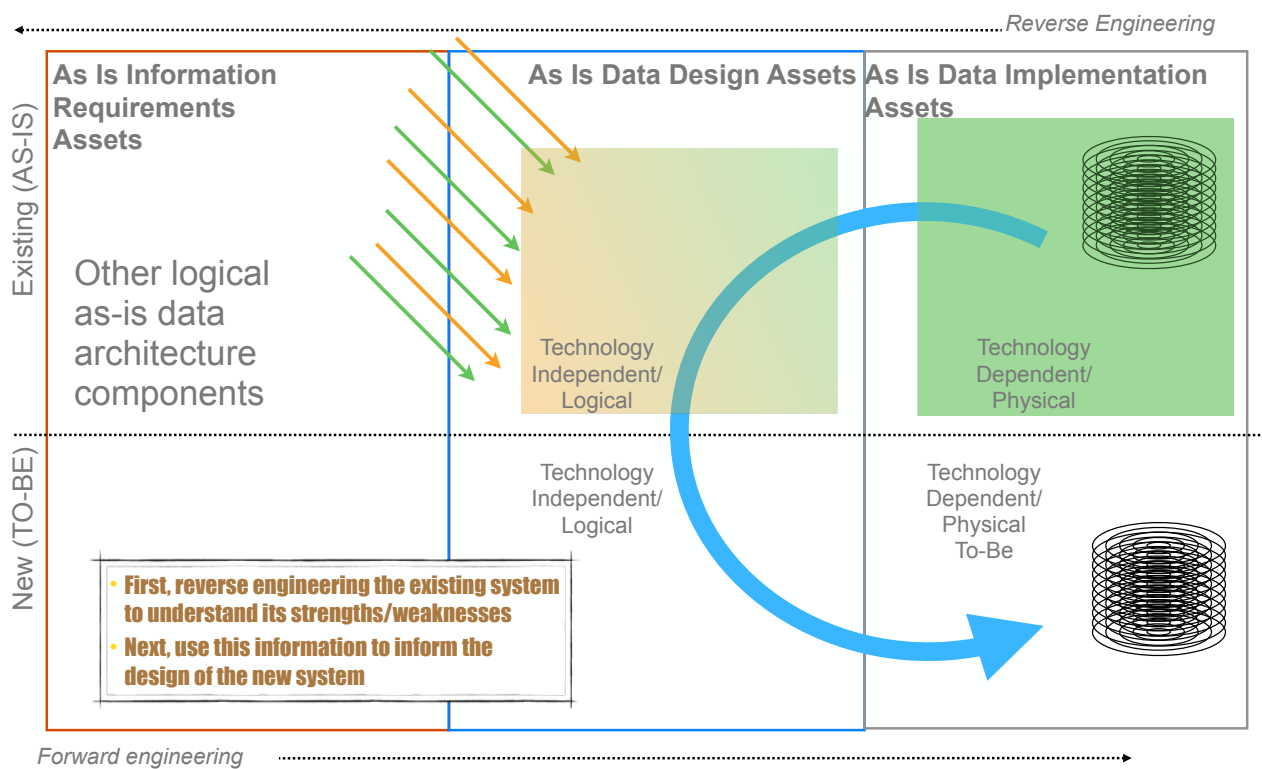 Reverse Engineering
As Is Information
Requirements
Assets
As Is Data Design Assets
As Is Data Implementation
Assets
Existing (AS-IS)
Other logical
as-is data
architecture
components
Technology
Independent/
Logical
Technology
Dependent/
Physical
New (TO-BE)
Technology
Independent/
Logical
Technology
Dependent/
Physical
To-Be
• First, reverse engineering the existing system
to understand its strengths/weaknesses
• Next, use this information to inform the
design of the new system
Forward engineering